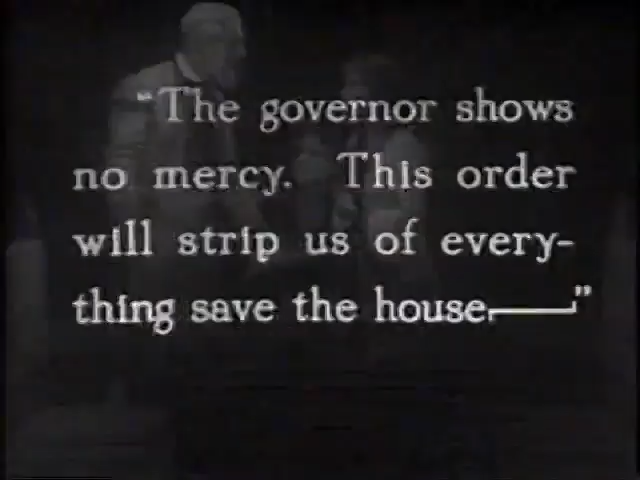 “The governor shows
no mercy. This order
will strip us of every-
thing save the house.——”